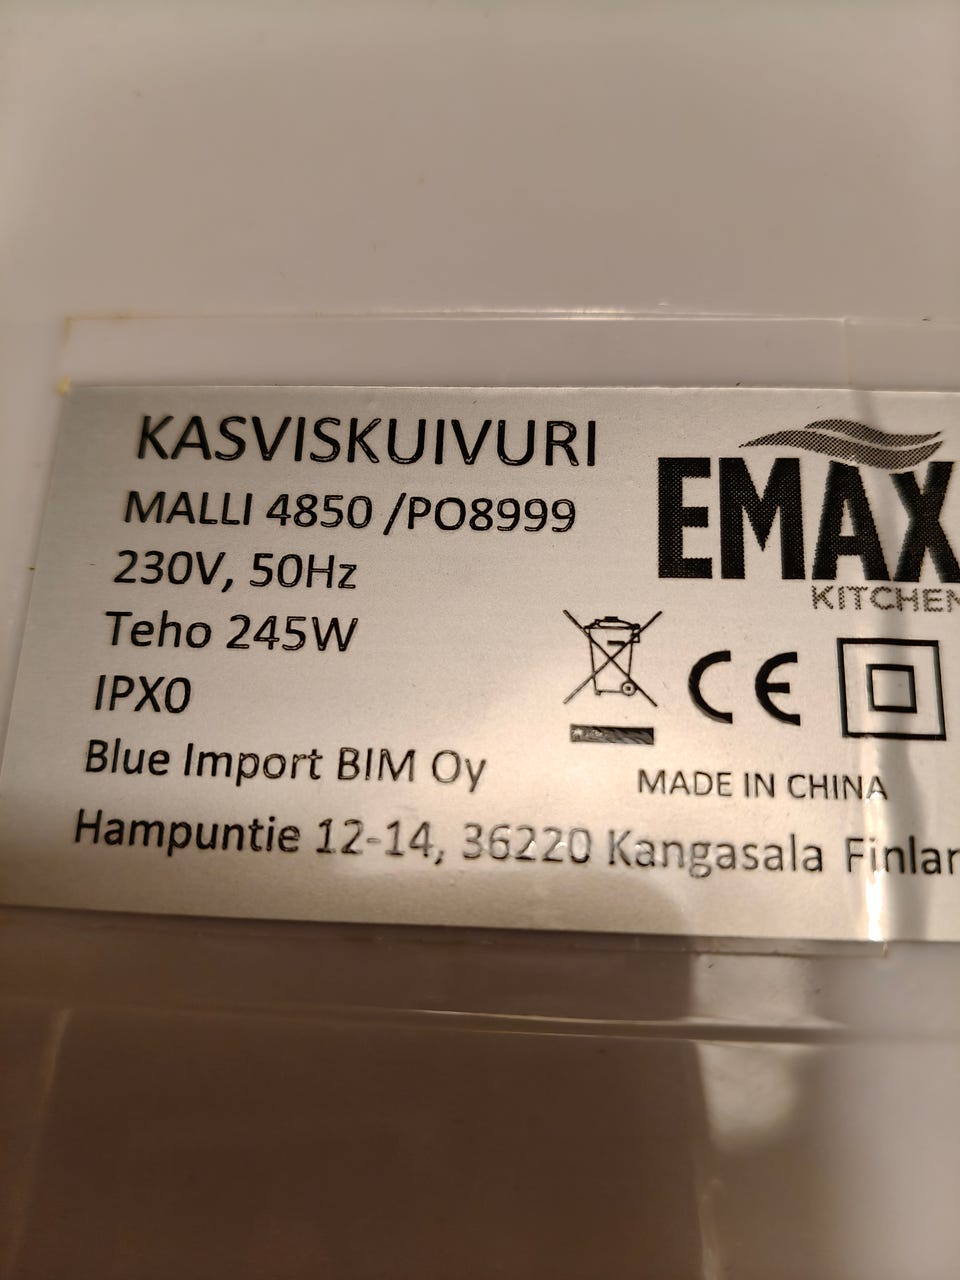 KASVISKUIVURI
MALLI 4850 /PO8999
230V, 50Hz
Teho 245W
IPX0
Blue Import BIM Oy
Hampuntie 12-14, 36220 Kangasala Finlan
EMAX
KITCHEN
CE
MADE IN CHINA